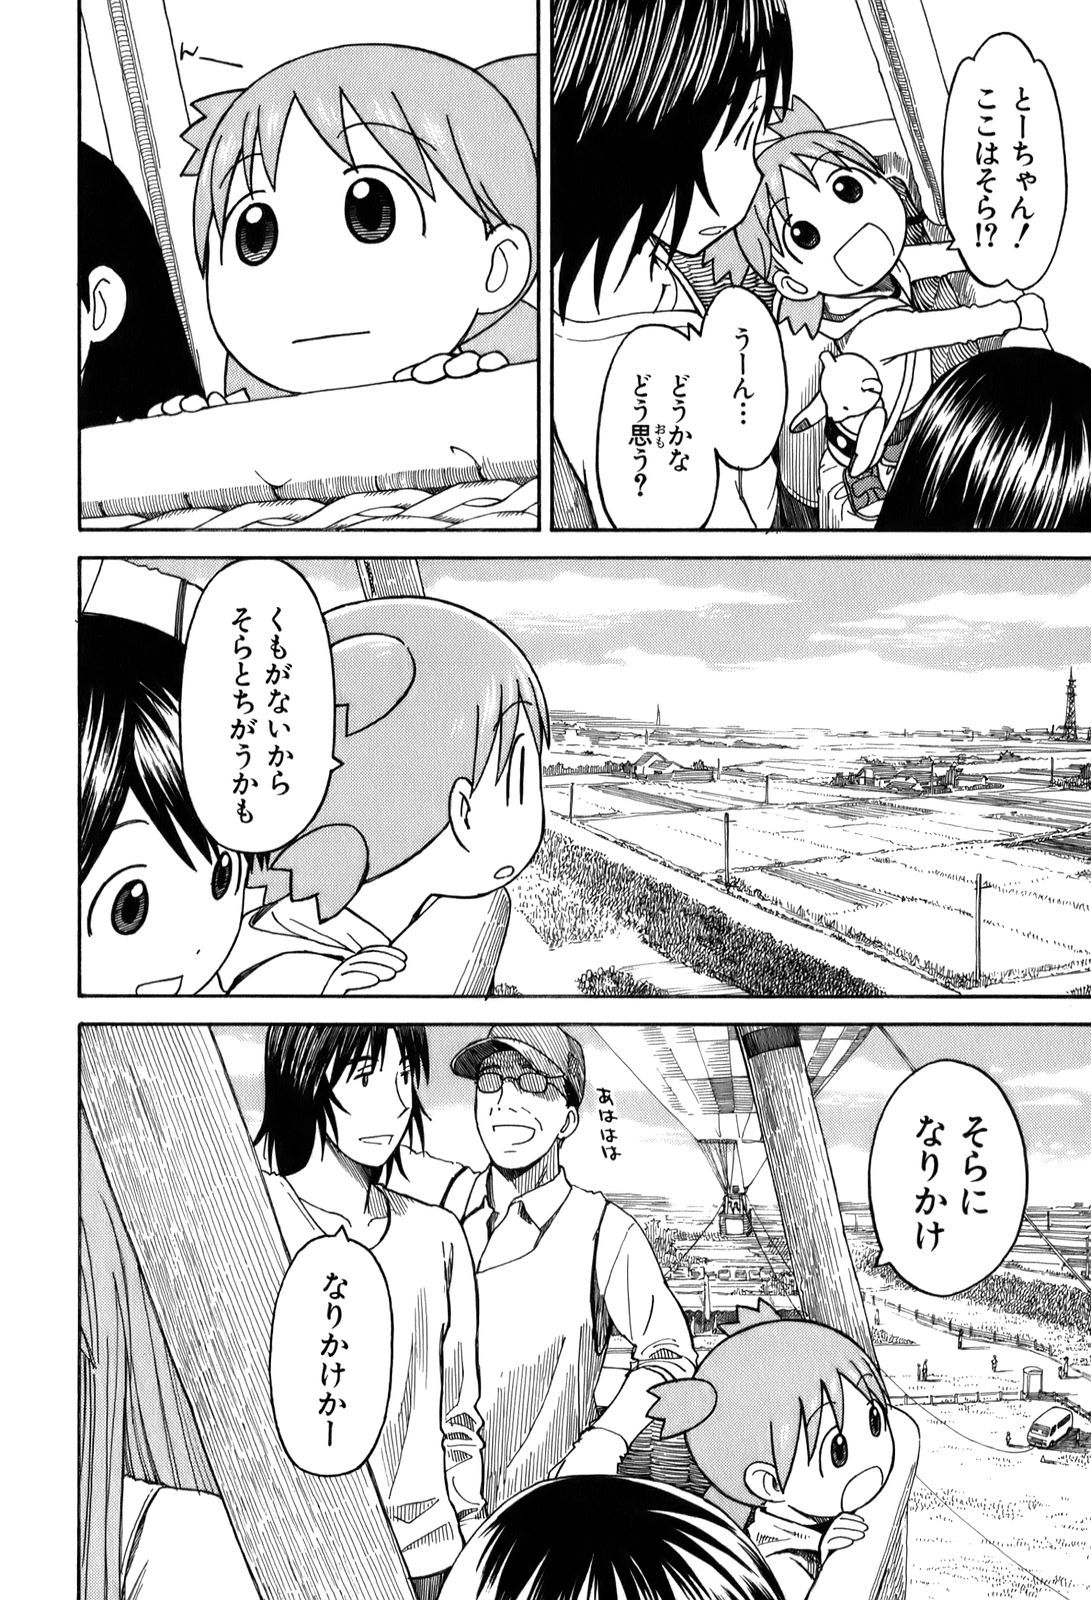 とーちゃん！
ここはそら!?
うーん…
どうかな
どう思う？
おも
んー
くもがないから
そらとちがうかも
そらに
なりかけ
あははは
なりかけかー